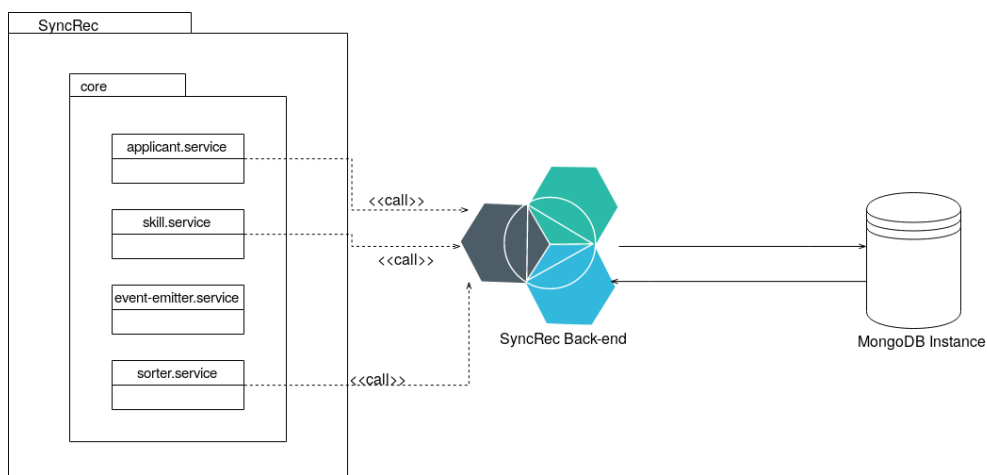 SyncRec
core
applicant.service
<<call>>
skill.service
<<call>>
event-emitter.service
SyncRec Back-end
MongoDB Instance
sorter.service
<<call>>